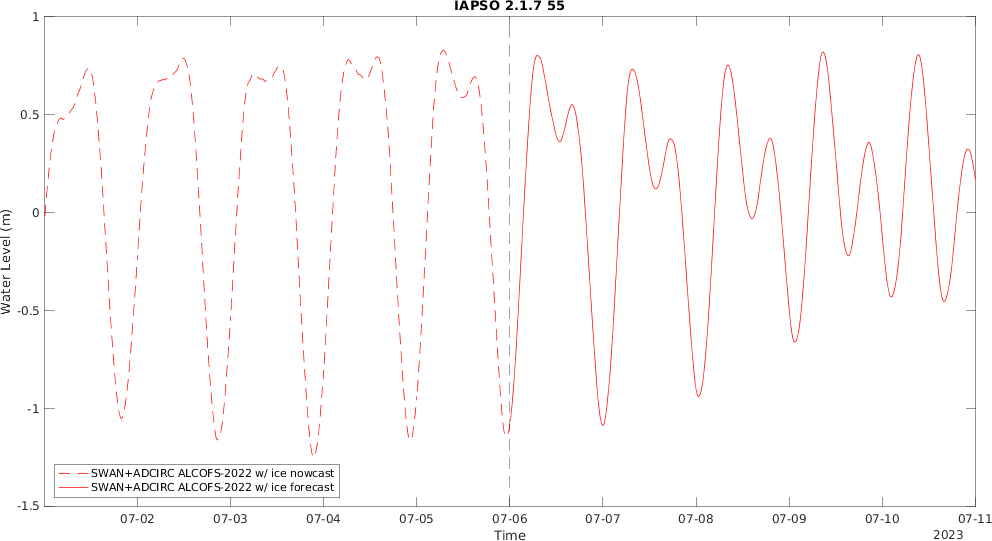 IAPSO 2.1.7 55
1
0.5
0
-0.5
-1
-1.5
Water Level (m)
SWAN+ADCIRC ALCOFS-2022 w/ ice nowcast
SWAN+ADCIRC ALCOFS-2022 w/ ice forecast
07-02 07-03 07-04 07-05 07-06 07-07 07-08 07-09 07-10 07-11
Time
2023